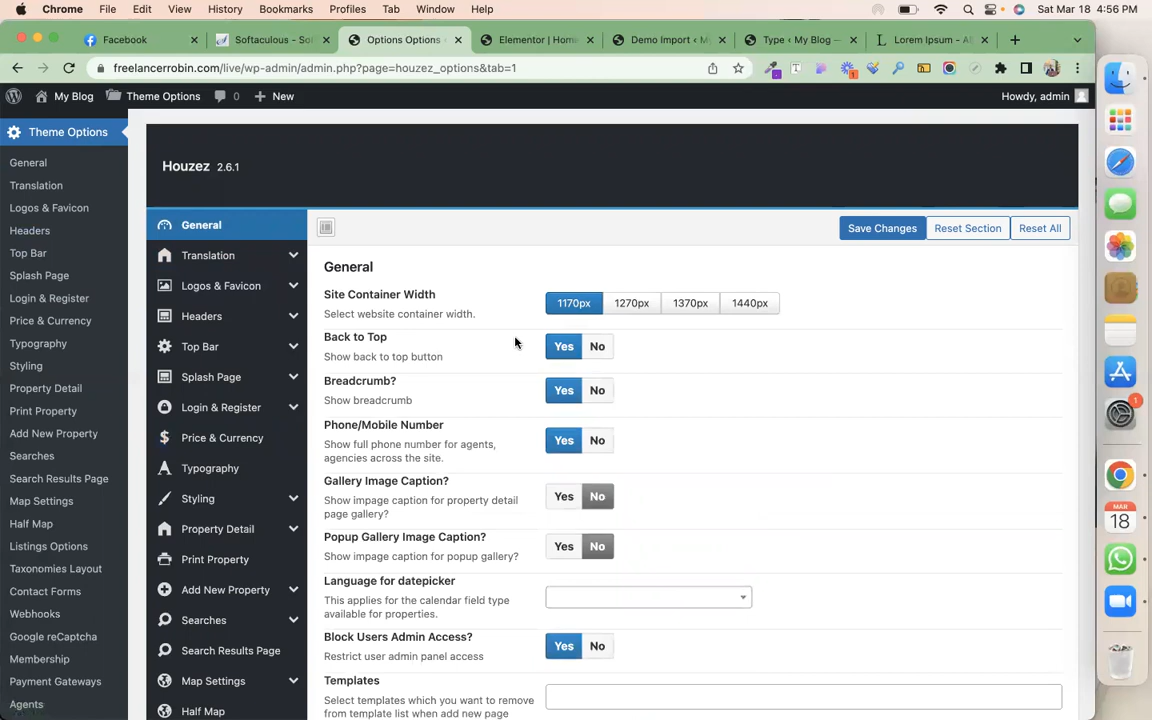 Chrome File Edit View History Bookmarks Profiles Tab Window Help Sat Mar 18 4:56 PM
Facebook Softaculous - Sof Options Options Elementor | Hom Demo Import ‹ M Type ‹ My Blog — Lorem Ipsum - Al
freelancerrobin.com/live/wp-admin/admin.php?page=houzez_options&tab=1
My Blog Theme Options 0 New Howdy, admin
Theme Options
General
Translation
Logos & Favicon
Headers
Top Bar
Splash Page
Login & Register
Price & Currency
Typography
Styling
Property Detail
Print Property
Add New Property
Searches
Search Results Page
Map Settings
Half Map
Listings Options
Taxonomies Layout
Contact Forms
Webhooks
Google reCaptcha
Membership
Payment Gateways
Agents
Houzez 2.6.1
General
Translation
Logos & Favicon
Headers
Top Bar
Splash Page
Login & Register
Price & Currency
Typography
Styling
Property Detail
Print Property
Add New Property
Searches
Search Results Page
Map Settings
Half Map
Save Changes Reset Section Reset All
General
Site Container Width
Select website container width.
1170px 1270px 1370px 1440px
Back to Top
Show back to top button
Yes No
Breadcrumb?
Show breadcrumb
Yes No
Phone/Mobile Number
Show full phone number for agents,
agencies across the site.
Yes No
Gallery Image Caption?
Show impage caption for property detail
page gallery?
Yes No
Popup Gallery Image Caption?
Show impage caption for popup gallery?
Yes No
Language for datepicker
This applies for the calendar field type
available for properties.
Block Users Admin Access?
Restrict user admin panel access
Yes No
Templates
Select templates which you want to remove
from template list when add new page
1
1
MAR
18